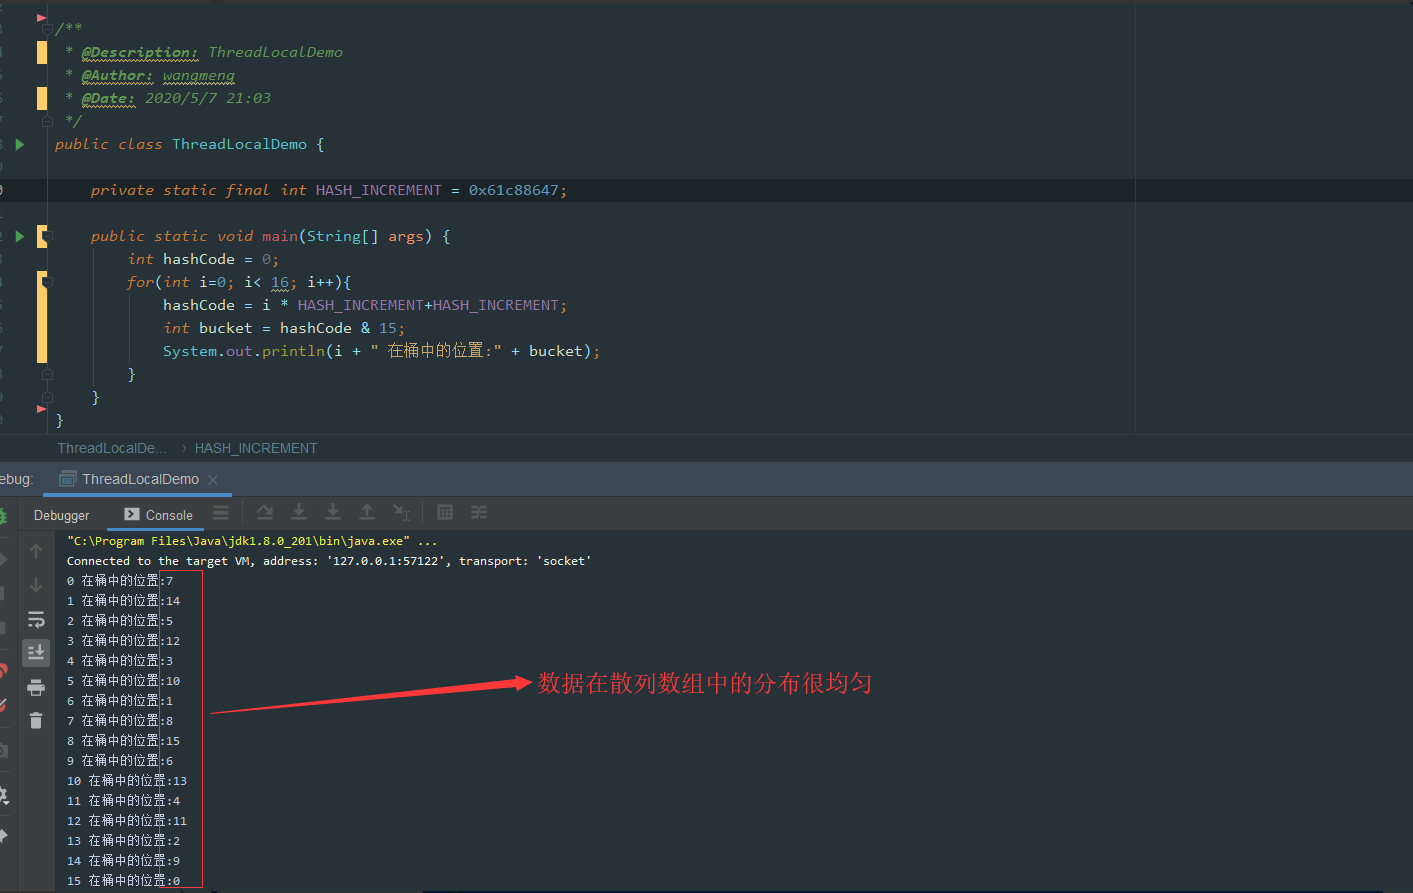 /**
* @Description: ThreadLocalDemo
* @Author: wangmeng
* @Date: 2020/5/7 21:03
*/
public class ThreadLocalDemo {
private static final int HASH_INCREMENT = 0x61c88647;
public static void main(String[] args) {
int hashCode = 0;
for(int i=0; i< 16; i++){
hashCode = i * HASH_INCREMENT+HASH_INCREMENT;
int bucket = hashCode & 15;
System.out.println(i + " 在桶中的位置:" + bucket);
}
}
}
ThreadLocalDe... › HASH_INCREMENT
ebug: ThreadLocalDemo
Debugger Console
"C:\Program Files\Java\jdk1.8.0_201\bin\java.exe" ...
Connected to the target VM, address: '127.0.0.1:57122', transport: 'socket'
0 在桶中的位置:7
1 在桶中的位置:14
2 在桶中的位置:5
3 在桶中的位置:12
4 在桶中的位置:3
5 在桶中的位置:10
6 在桶中的位置:1
7 在桶中的位置:8
8 在桶中的位置:15
9 在桶中的位置:6
10 在桶中的位置:13
11 在桶中的位置:4
12 在桶中的位置:11
13 在桶中的位置:2
14 在桶中的位置:9
15 在桶中的位置:0
数据在散列数组中的分布很均匀